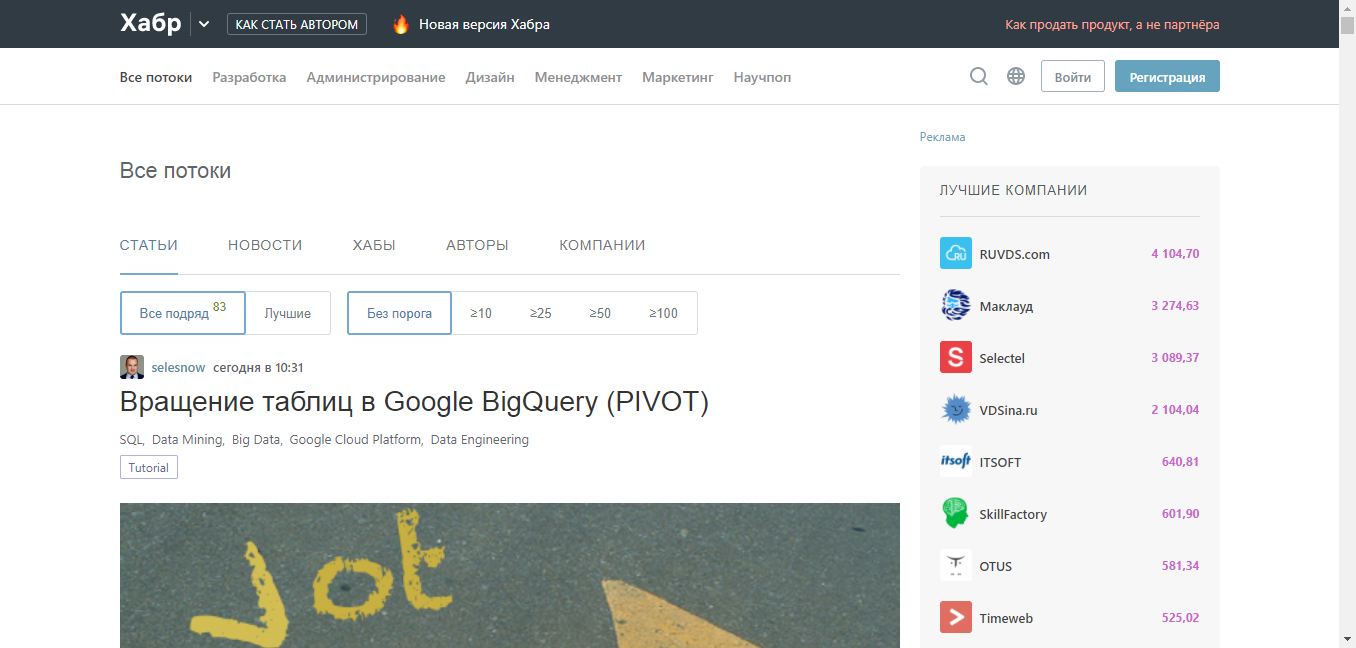 Хабр КАК СТАТЬ АВТОРОМ Новая версия Хабра Как продать продукт, а не партнёра
Все потоки Разработка Администрирование Дизайн Менеджмент Маркетинг Научпоп Войти Регистрация
Реклама
Все потоки
СТАТЬИ НОВОСТИ ХАБЫ АВТОРЫ КОМПАНИИ
Все подряд 83 Лучшие Без порога ≥10 ≥25 ≥50 ≥100
selesnow сегодня в 10:31
Вращение таблиц в Google BigQuery (PIVOT)
SQL, Data Mining, Big Data, Google Cloud Platform, Data Engineering
Tutorial
ЛУЧШИЕ КОМПАНИИ
RU RUVDS.com 4 104,70
Маклауд 3 274,63
S Selectel 3 089,37
VDSina.ru 2 104,04
itsoft ITSOFT 640,81
SkillFactory 601,90
OTUS 581,34
Timeweb 525,02